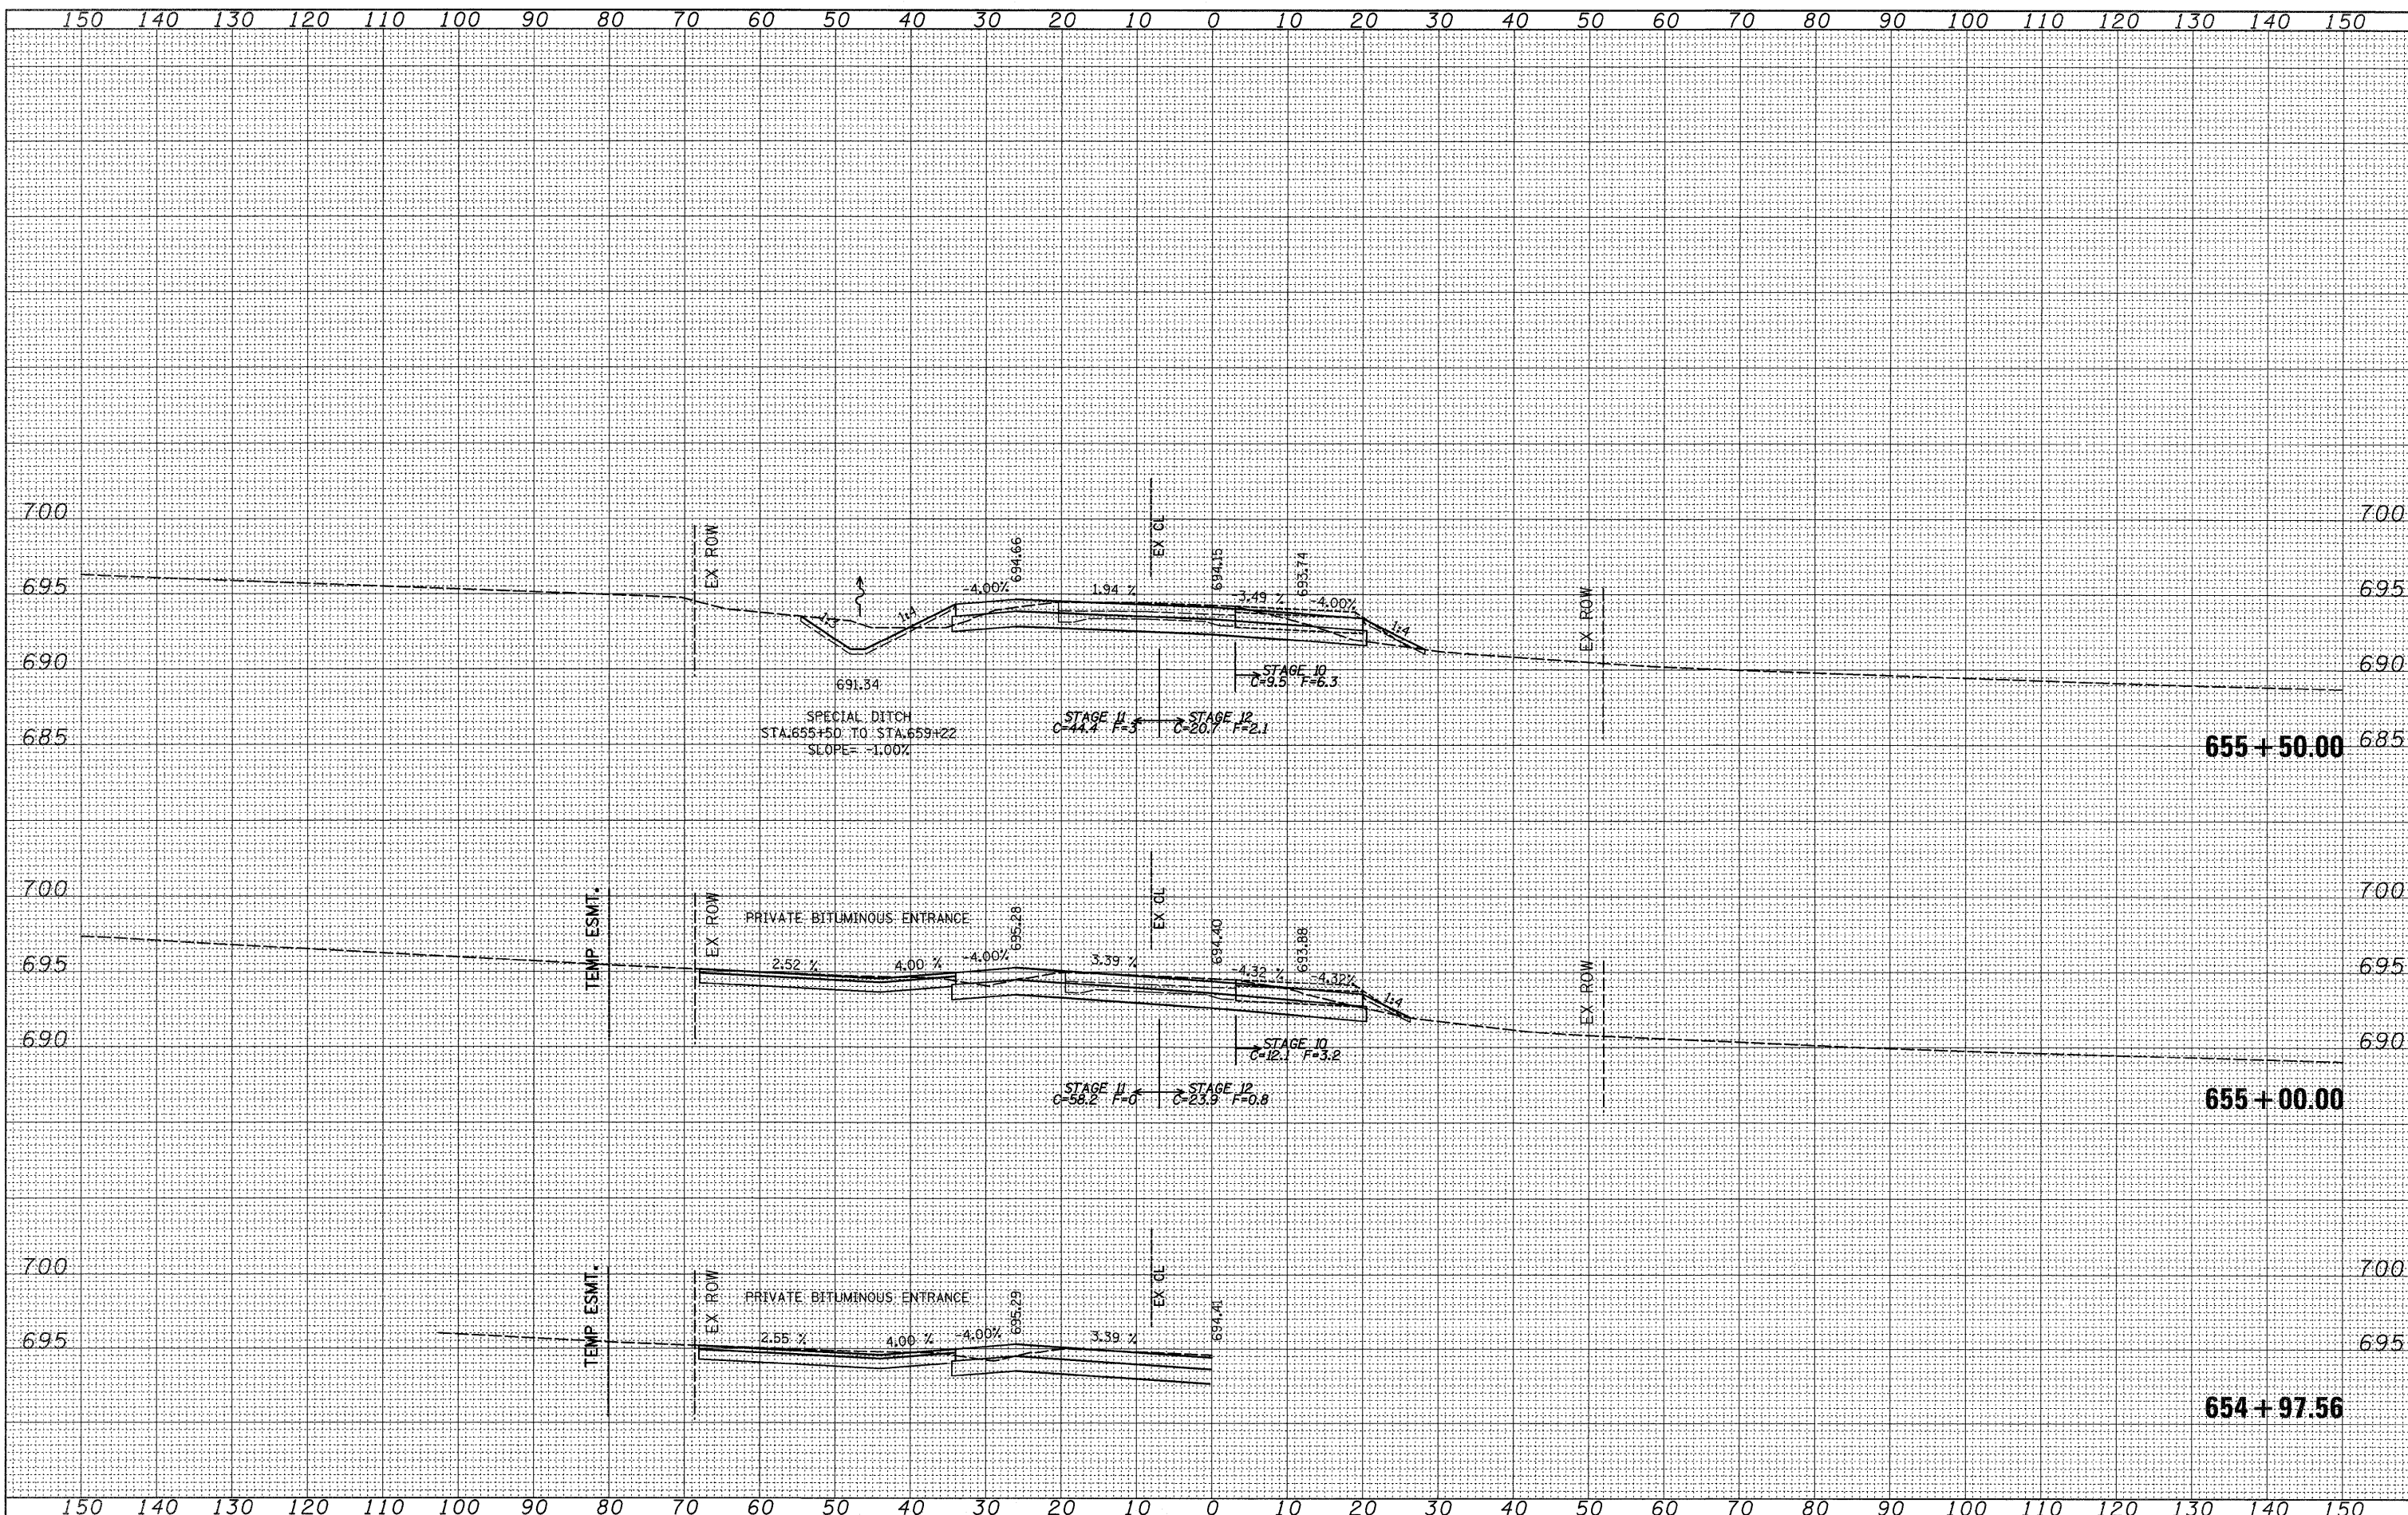 150 140 130 120 110 100 90 80 70 60 50 40 30 20 10 0 10 20 30 40 50 60 70 80 90 100 110 120 130 140 150
700 700
EX ROW
EX CL
694.66
694.15
693.74
695 695
-4.00% 1.94 % -3.49 % -4.00%
1:3 1:4 1:4
EX ROW
690 690
691.34
STAGE 10
C=9.5 F=6.3
SPECIAL DITCH
STA.655+50 TO STA.659+22
SLOPE= -1.00%
STAGE 11 STAGE 12
C=44.4 F=3 C=20.7 F=2.1
685 685
655 + 50.00
700 700
TEMP ESMT.
EX ROW
PRIVATE BITUMINOUS ENTRANCE
695.28
EX CL
694.40
693.88
695 695
2.52 % 4.00 % -4.00% 3.39 % -4.32 % -4.32%
1:4
EX ROW
690 690
STAGE 10
C=12.1 F=3.2
STAGE 11 STAGE 12
C=58.2 F=0 C=23.9 F=0.8
655 + 00.00
700 700
TEMP ESMT.
EX ROW
PRIVATE BITUMINOUS ENTRANCE
695.29
EX CL
694.41
695 695
2.55 % 4.00 % -4.00% 3.39 %
654 + 97.56
150 140 130 120 110 100 90 80 70 60 50 40 30 20 10 0 10 20 30 40 50 60 70 80 90 100 110 120 130 140 150